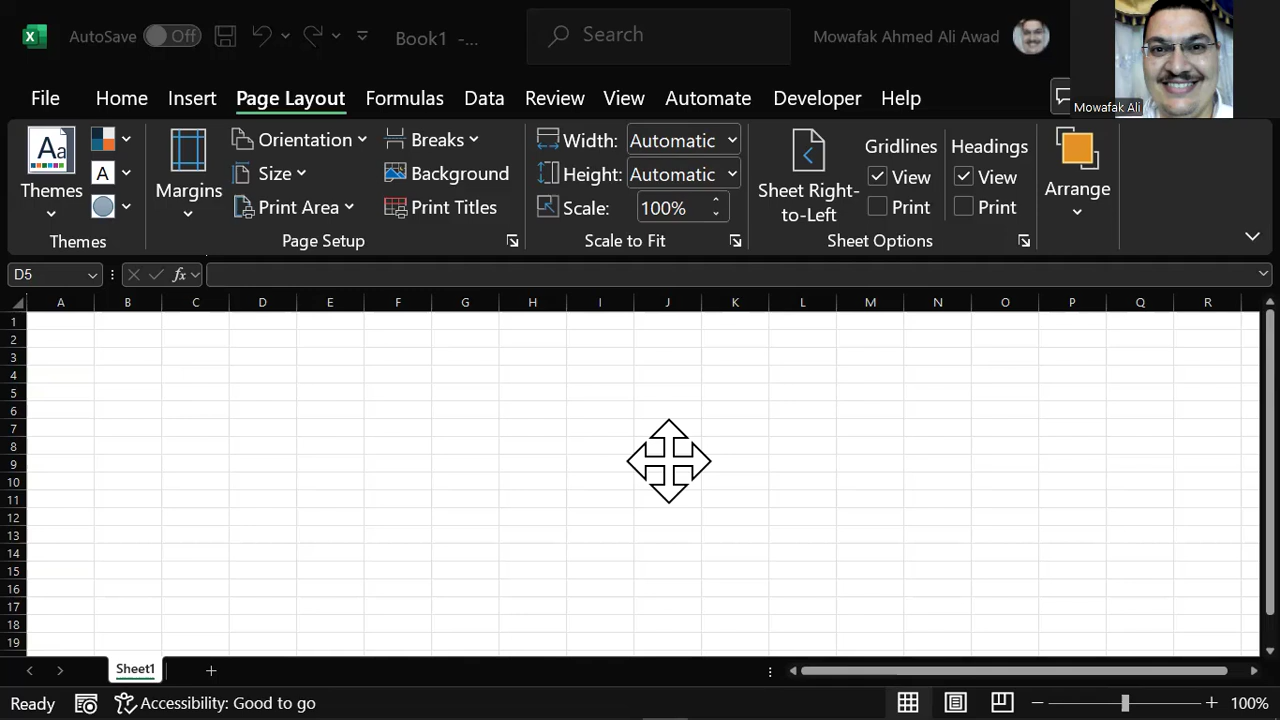 AutoSave Off Book1 -... Search Mowafak Ahmed Ali Awad
Mowafak Ali
File Home Insert Page Layout Formulas Data Review View Automate Developer Help
Aa
Themes
A
Themes
Margins
Orientation
Size
Print Area
Breaks
Background
Print Titles
Page Setup
Width: Automatic
Height: Automatic
Scale: 100%
Scale to Fit
Sheet Right-
to-Left
Gridlines
View
Print
Headings
View
Print
Sheet Options
Arrange
D5 fx
A B C D E F G H I J K L M N O P Q R
1
2
3
4
5
6
7
8
9
10
11
12
13
14
15
16
17
18
19
Sheet1
Ready Accessibility: Good to go 100%